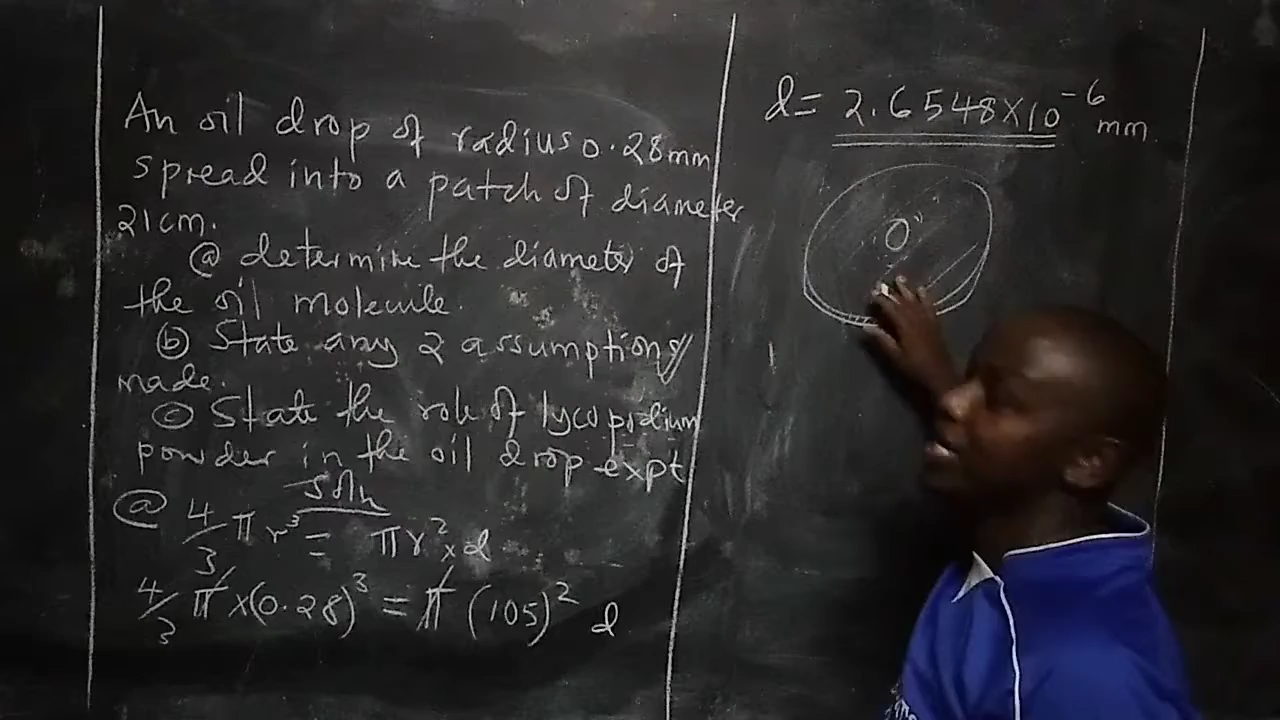 An oil drop of radius 0.28mm
spread into a patch of diameter
21cm.
ⓐ determine the diameter of
the oil molecule.
ⓑ State any 2 assumptions
made.
ⓒ State the role of lycopodium
powder in the oil drop expt
soln
ⓐ 4/3 π r³ = π r² x d
4/3 π x (0.28)³ = π (105)² d
d = 2.6548 x 10⁻⁶ mm